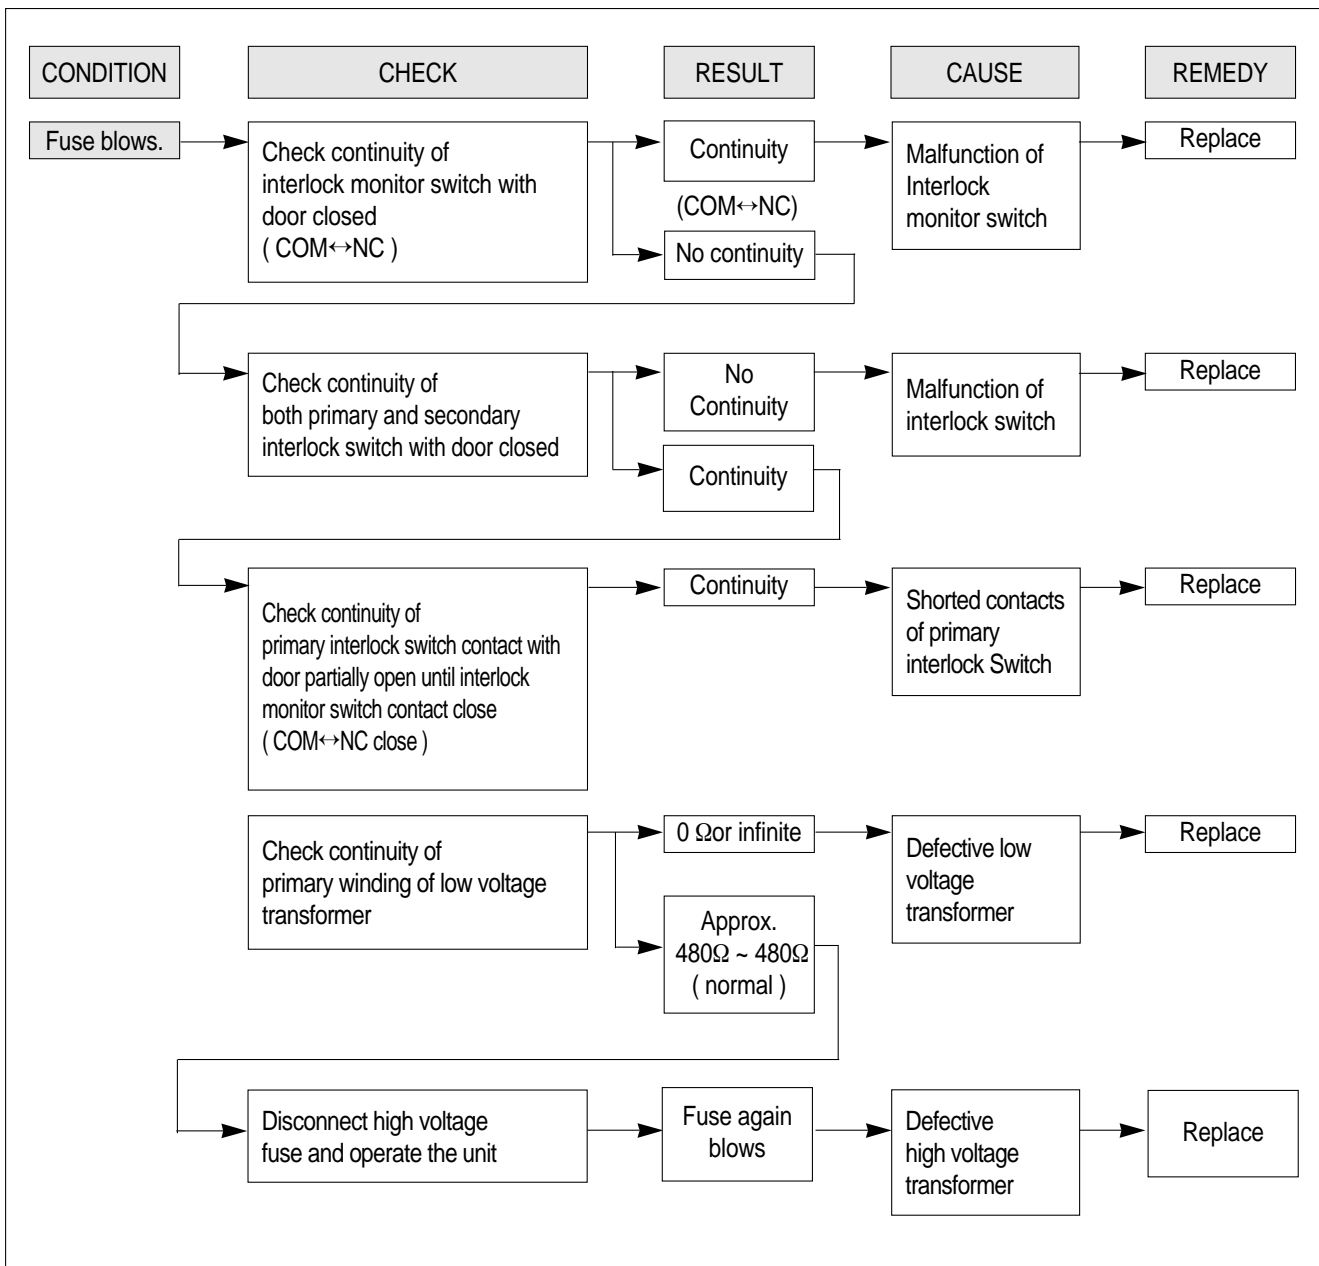 CONDITION
CHECK
RESULT
CAUSE
REMEDY
Fuse blows.
Check continuity of
interlock monitor switch with
door closed
( COM↔NC )
Continuity
(COM↔NC)
No continuity
Malfunction of
Interlock
monitor switch
Replace
Check continuity of
both primary and secondary
interlock switch with door closed
No
Continuity
Continuity
Malfunction of
interlock switch
Replace
Check continuity of
primary interlock switch contact with
door partially open until interlock
monitor switch contact close
( COM↔NC close )
Continuity
Shorted contacts
of primary
interlock Switch
Replace
Check continuity of
primary winding of low voltage
transformer
0 Ωor infinite
Approx.
480Ω ~ 480Ω
( normal )
Defective low
voltage
transformer
Replace
Disconnect high voltage
fuse and operate the unit
Fuse again
blows
Defective
high voltage
transformer
Replace